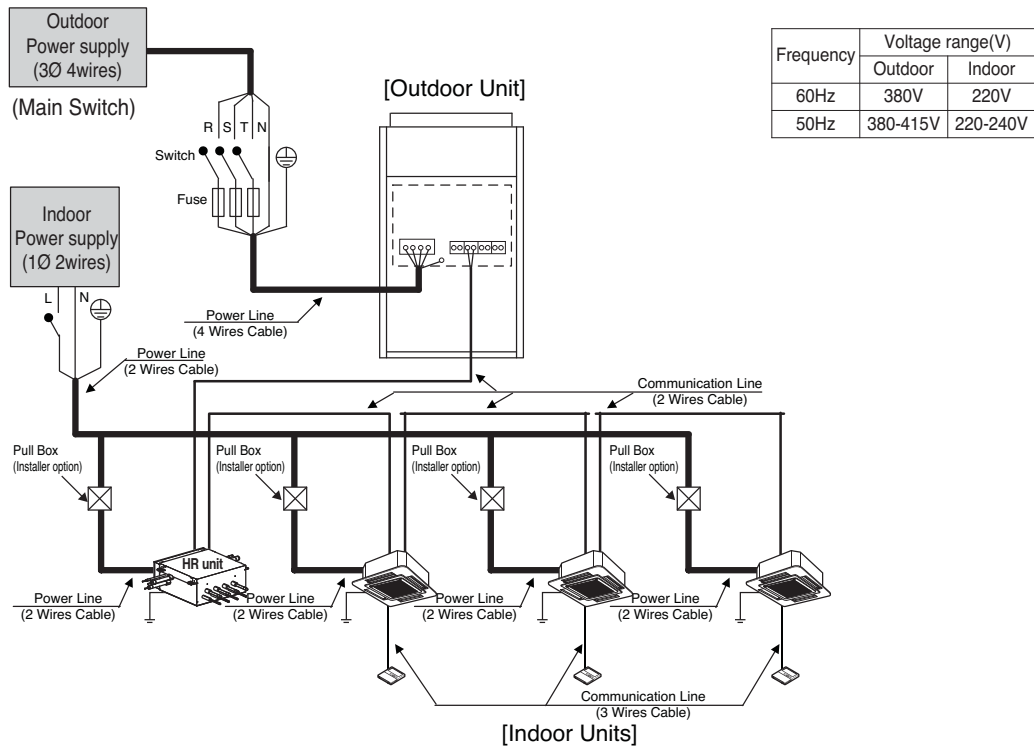 Outdoor
Power supply
(3Ø 4wires)
(Main Switch)
R S T N
Switch
Fuse
[Outdoor Unit]
Frequency
Voltage range(V)
Outdoor Indoor
60Hz 380V 220V
50Hz 380-415V 220-240V
Indoor
Power supply
(1Ø 2wires)
L N
Power Line
(4 Wires Cable)
Power Line
(2 Wires Cable)
Communication Line
(2 Wires Cable)
Pull Box
(Installer option)
Pull Box
(Installer option)
Pull Box
(Installer option)
Pull Box
(Installer option)
HR unit
Power Line
(2 Wires Cable)
Power Line
(2 Wires Cable)
Power Line
(2 Wires Cable)
Power Line
(2 Wires Cable)
Communication Line
(3 Wires Cable)
[Indoor Units]